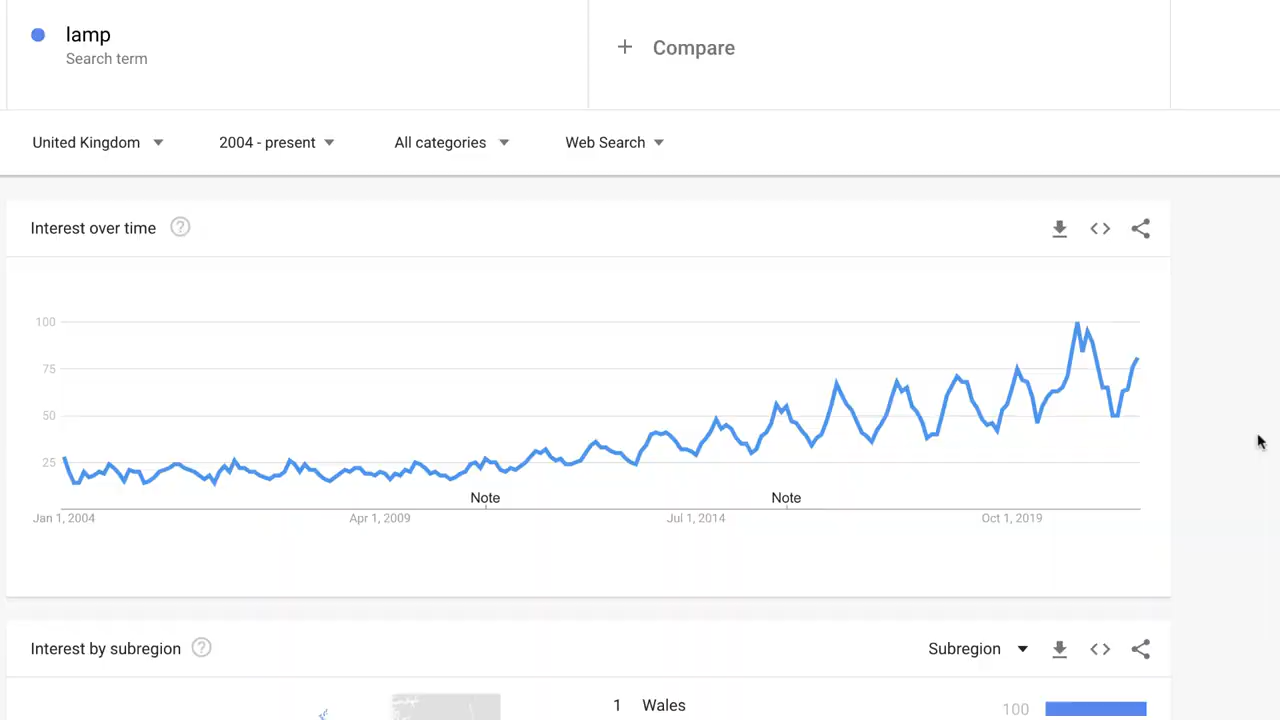 lamp
Search term
+ Compare
United Kingdom
2004 - present
All categories
Web Search
Interest over time ?
100
75
50
25
Note
Note
Jan 1, 2004
Apr 1, 2009
Jul 1, 2014
Oct 1, 2019
Interest by subregion ?
Subregion
1 Wales
100